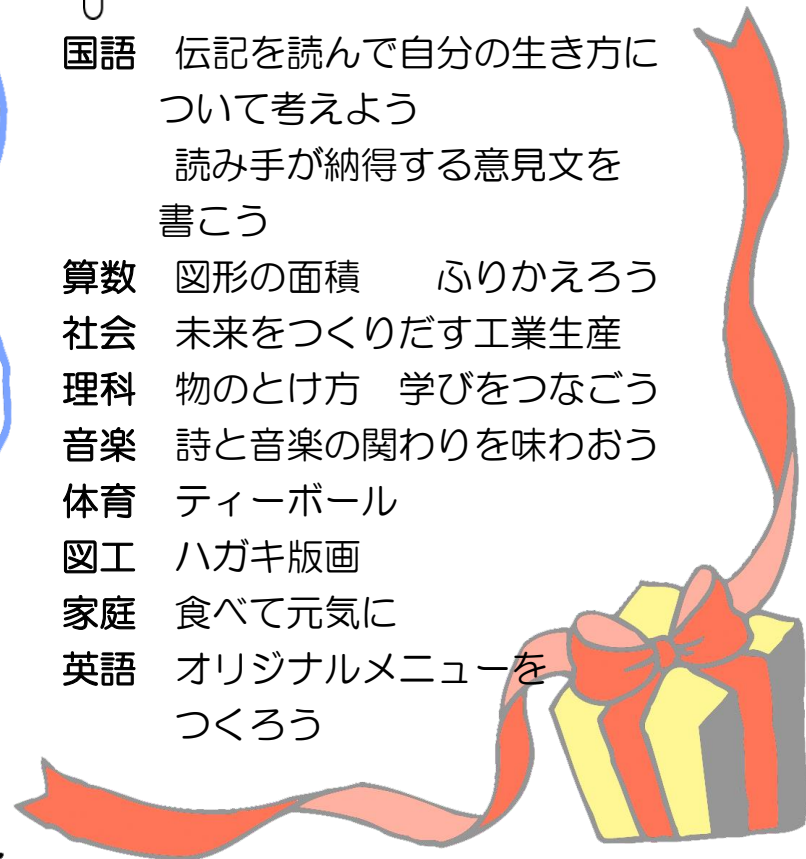 国語　伝記を読んで自分の生き方に
ついて考えよう
読み手が納得する意見文を
書こう
算数　図形の面積　　ふりかえろう
社会　未来をつくりだす工業生産
理科　物のとけ方　学びをつなごう
音楽　詩と音楽の関わりを味わおう
体育　ティーボール
図工　ハガキ版画
家庭　食べて元気に
英語　オリジナルメニューを
つくろう